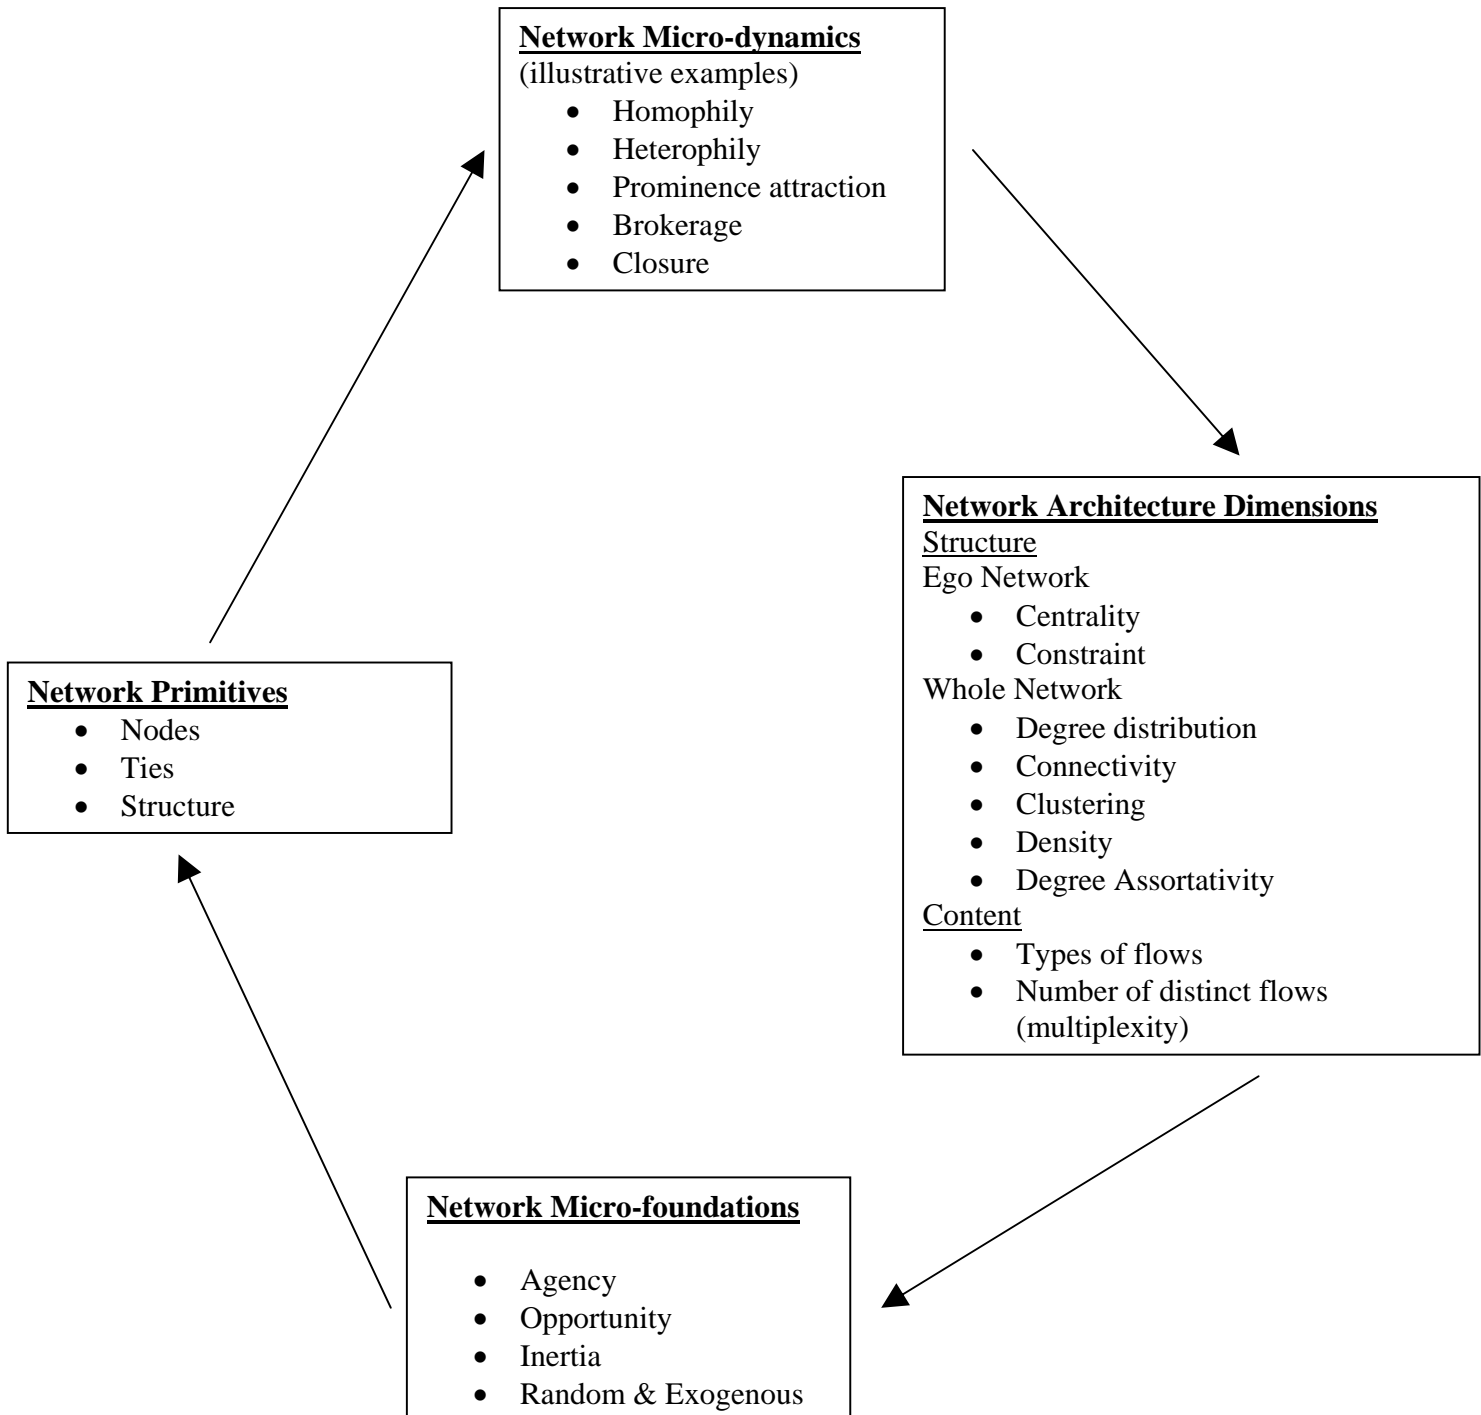 Network Micro-dynamics
(illustrative examples)
• Homophily
• Heterophily
• Prominence attraction
• Brokerage
• Closure
Network Architecture Dimensions
Structure
Ego Network
• Centrality
• Constraint
Whole Network
• Degree distribution
• Connectivity
• Clustering
• Density
• Degree Assortativity
Content
• Types of flows
• Number of distinct flows
(multiplexity)
Network Primitives
• Nodes
• Ties
• Structure
Network Micro-foundations
• Agency
• Opportunity
• Inertia
• Random & Exogenous